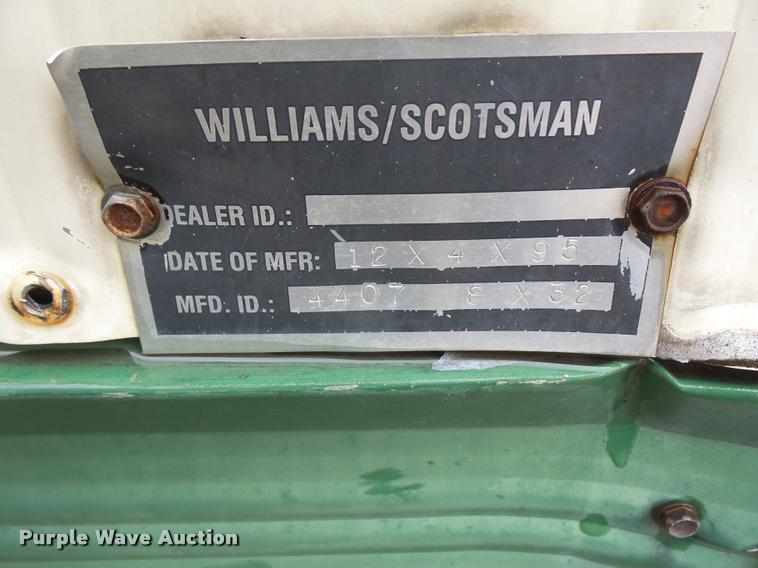 WILLIAMS/SCOTSMAN
DEALER ID.:
DATE OF MFR: 12 X 4 X 95
MFD. ID.: 4407 8 X 32
Purple Wave Auction